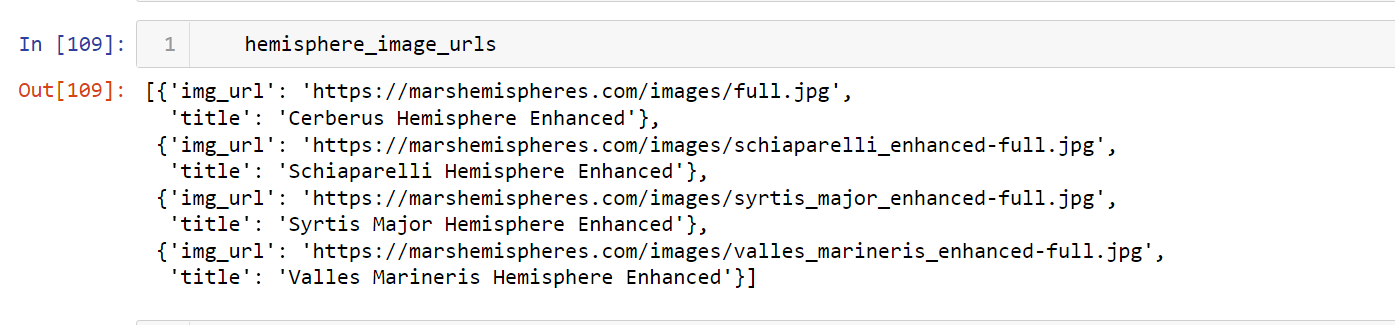 In [109]: 1 hemisphere_image_urls
Out[109]: [{'img_url': 'https://marshemispheres.com/images/full.jpg',
'title': 'Cerberus Hemisphere Enhanced'},
{'img_url': 'https://marshemispheres.com/images/schiaparelli_enhanced-full.jpg',
'title': 'Schiaparelli Hemisphere Enhanced'},
{'img_url': 'https://marshemispheres.com/images/syrtis_major_enhanced-full.jpg',
'title': 'Syrtis Major Hemisphere Enhanced'},
{'img_url': 'https://marshemispheres.com/images/valles_marineris_enhanced-full.jpg',
'title': 'Valles Marineris Hemisphere Enhanced'}]